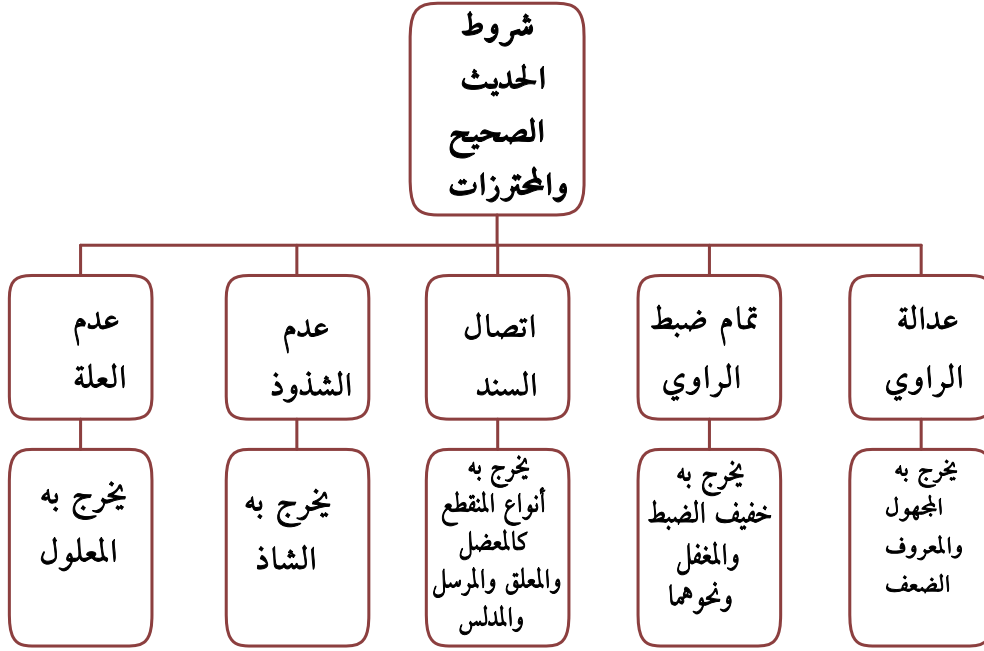 شروط
الحديث
الصحيح
والمحترزات
عدالة
الراوي
تمام ضبط
الراوي
اتصال
السند
عدم
الشذوذ
عدم
العلة
يخرج به
المجهول
والمعروف
الضعف
يخرج به
خفيف الضبط
والمغفل
ونحوهما
يخرج به
أنواع المنقطع
كالمعضل
والمعلق والمرسل
والمدلس
يخرج به
الشاذ
يخرج به
المعلول